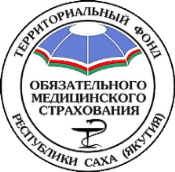 ТЕРРИТОРИАЛЬНЫЙ ФОНД
ОБЯЗАТЕЛЬНОГО
МЕДИЦИНСКОГО
СТРАХОВАНИЯ
РЕСПУБЛИКИ САХА (ЯКУТИЯ)